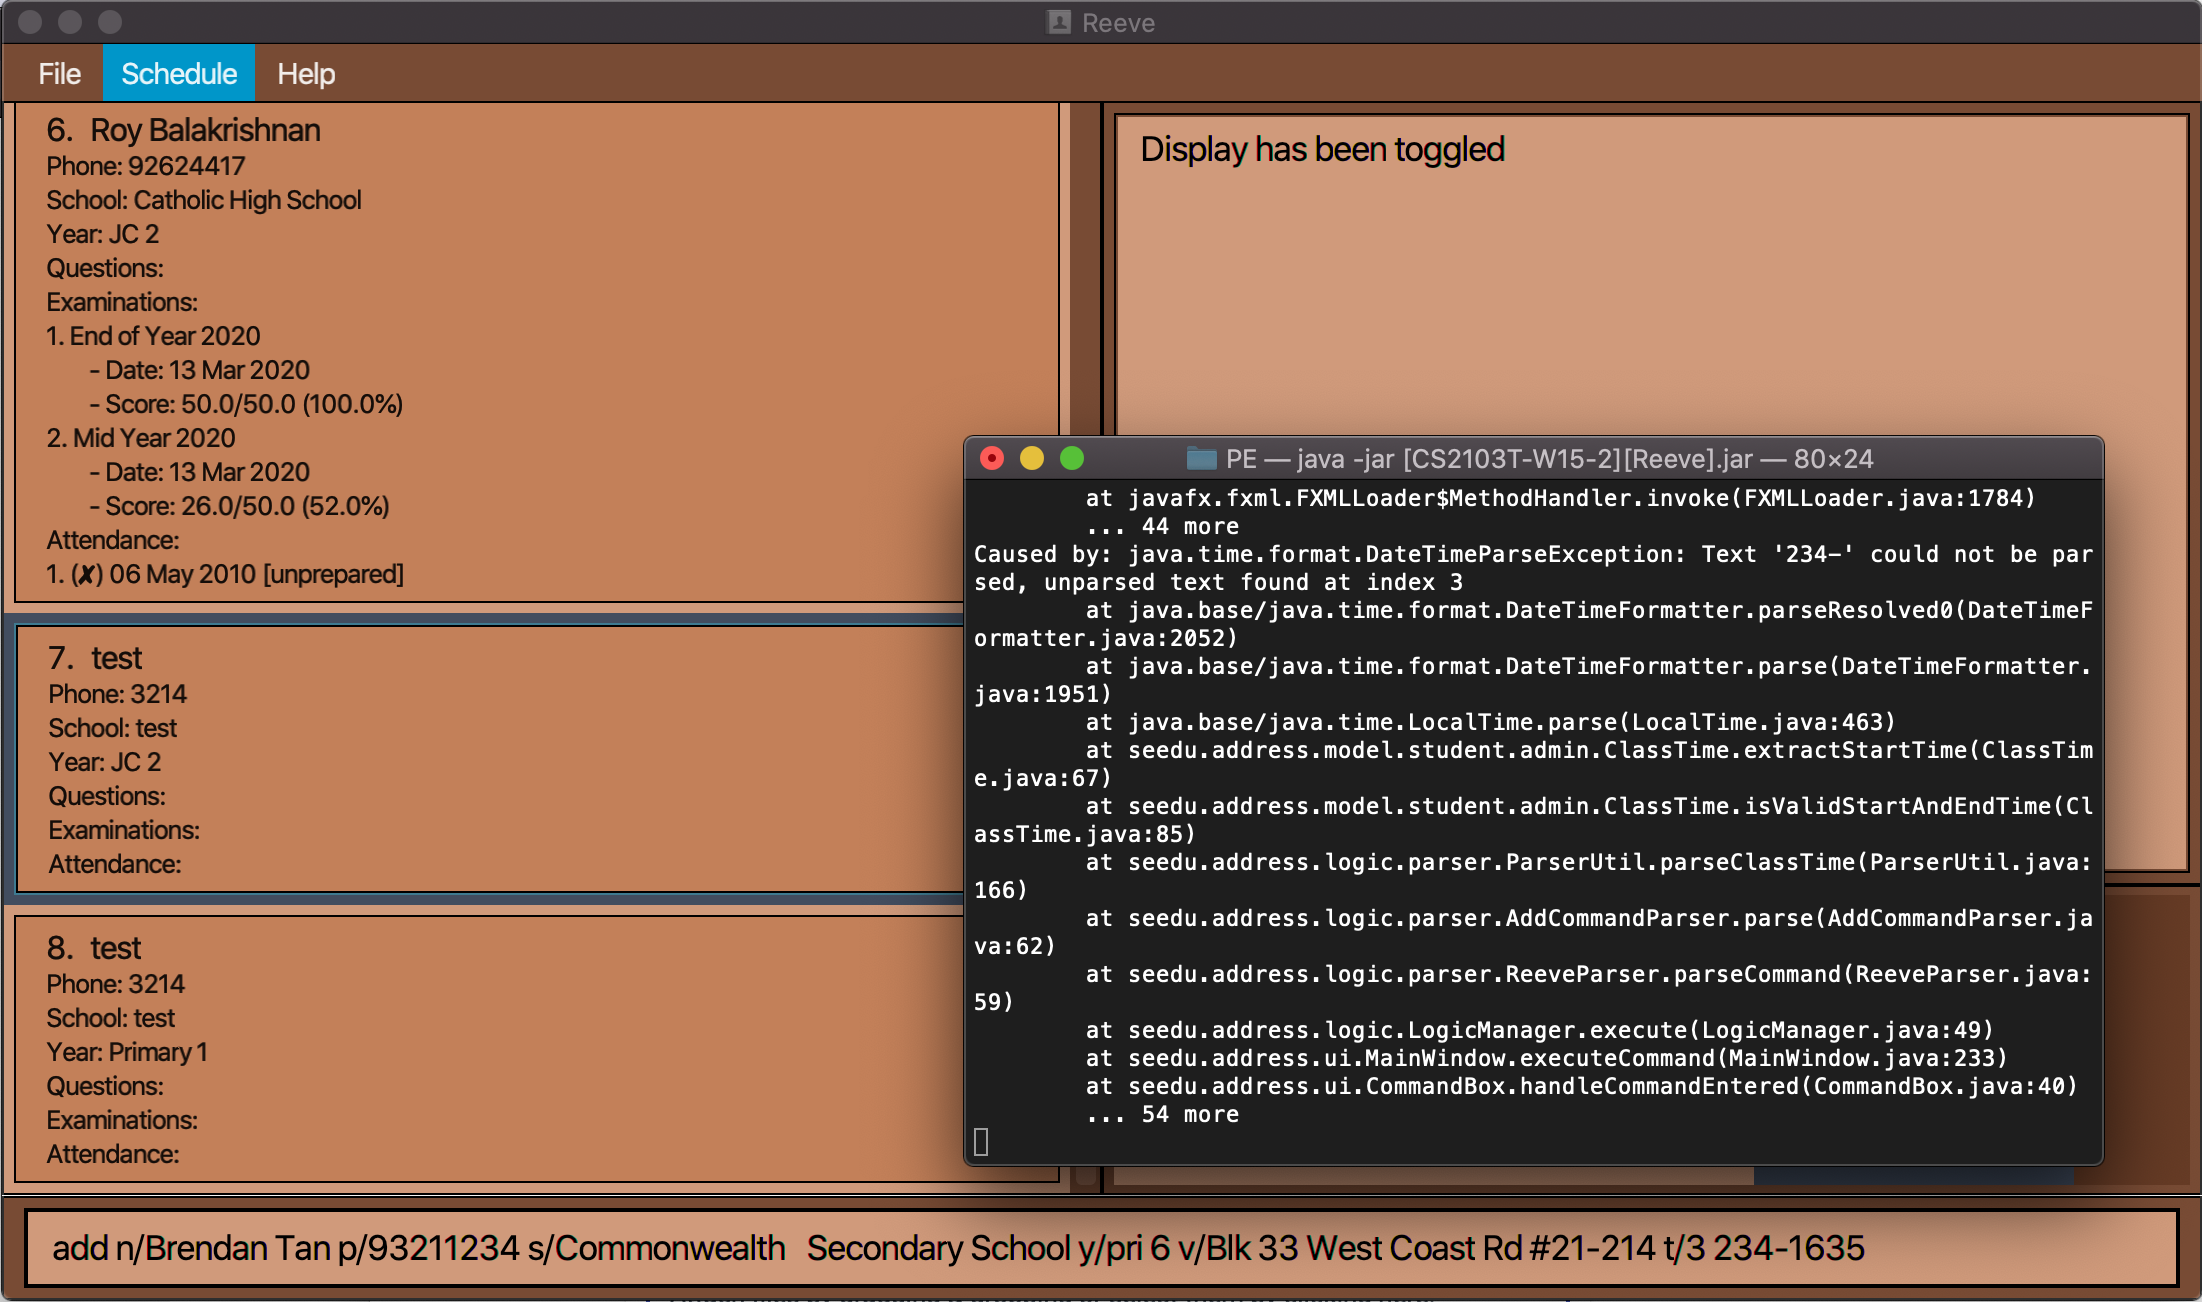 Reeve
File Schedule Help
6. Roy Balakrishnan
Phone: 92624417
School: Catholic High School
Year: JC 2
Questions:
Examinations:
1. End of Year 2020
- Date: 13 Mar 2020
- Score: 50.0/50.0 (100.0%)
2. Mid Year 2020
- Date: 13 Mar 2020
- Score: 26.0/50.0 (52.0%)
Attendance:
1. (✘) 06 May 2010 [unprepared]
7. test
Phone: 3214
School: test
Year: JC 2
Questions:
Examinations:
Attendance:
8. test
Phone: 3214
School: test
Year: Primary 1
Questions:
Examinations:
Attendance:
Display has been toggled
PE — java -jar [CS2103T-W15-2][Reeve].jar — 80×24
at javafx.fxml.FXMLLoader$MethodHandler.invoke(FXMLLoader.java:1784)
... 44 more
Caused by: java.time.format.DateTimeParseException: Text '234-' could not be par
sed, unparsed text found at index 3
at java.base/java.time.format.DateTimeFormatter.parseResolved0(DateTimeF
ormatter.java:2052)
at java.base/java.time.format.DateTimeFormatter.parse(DateTimeFormatter.
java:1951)
at java.base/java.time.LocalTime.parse(LocalTime.java:463)
at seedu.address.model.student.admin.ClassTime.extractStartTime(ClassTim
e.java:67)
at seedu.address.model.student.admin.ClassTime.isValidStartAndEndTime(Cl
assTime.java:85)
at seedu.address.logic.parser.ParserUtil.parseClassTime(ParserUtil.java:
166)
at seedu.address.logic.parser.AddCommandParser.parse(AddCommandParser.ja
va:62)
at seedu.address.logic.parser.ReeveParser.parseCommand(ReeveParser.java:
59)
at seedu.address.logic.LogicManager.execute(LogicManager.java:49)
at seedu.address.ui.MainWindow.executeCommand(MainWindow.java:233)
at seedu.address.ui.CommandBox.handleCommandEntered(CommandBox.java:40)
... 54 more
add n/Brendan Tan p/93211234 s/Commonwealth   Secondary School y/pri 6 v/Blk 33 West Coast Rd #21-214 t/3 234-1635